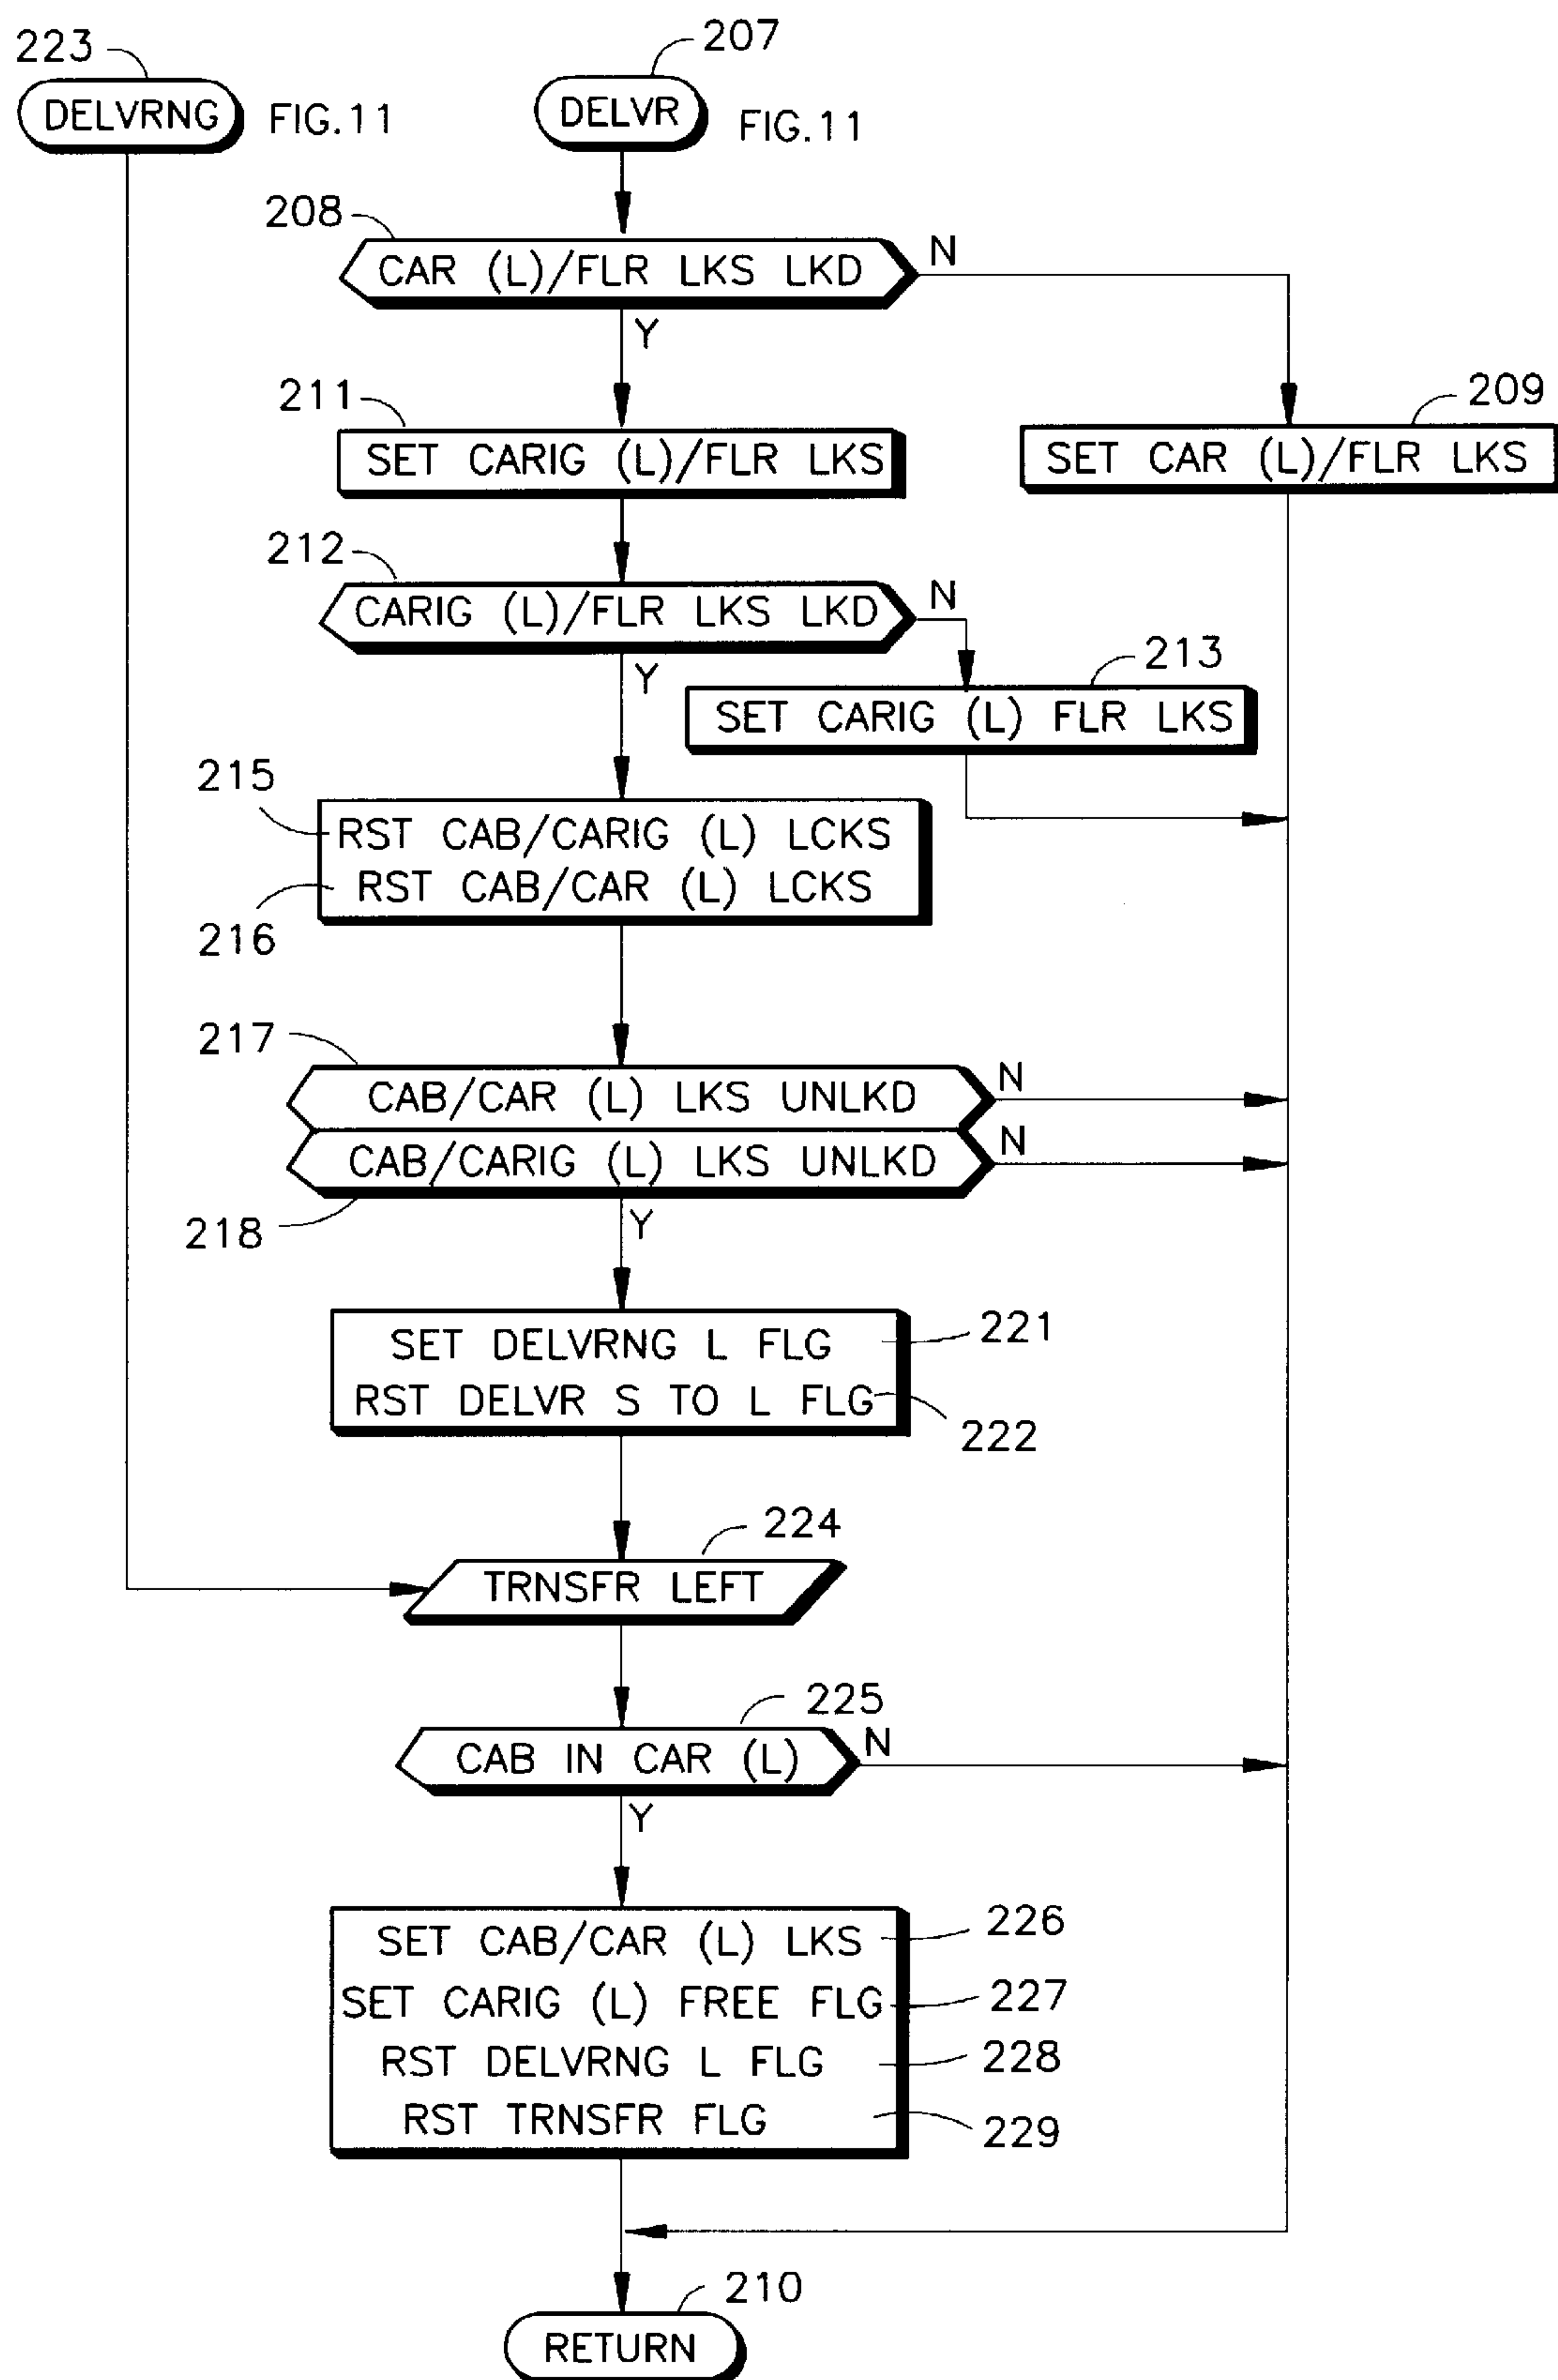 223
207
DELVRNG FIG.11
DELVR FIG.11
208
CAR (L)/FLR LKS LKD
N
Y
211
SET CARIG (L)/FLR LKS
209
SET CAR (L)/FLR LKS
212
CARIG (L)/FLR LKS LKD
N
Y
213
SET CARIG (L) FLR LKS
215
RST CAB/CARIG (L) LCKS
RST CAB/CAR (L) LCKS
216
217
CAB/CAR (L) LKS UNLKD
N
CAB/CARIG (L) LKS UNLKD
N
218
Y
SET DELVRNG L FLG
221
RST DELVR S TO L FLG
222
224
TRNSFR LEFT
225
CAB IN CAR (L)
N
Y
SET CAB/CAR (L) LKS
226
SET CARIG (L) FREE FLG
227
RST DELVRNG L FLG
228
RST TRNSFR FLG
229
210
RETURN